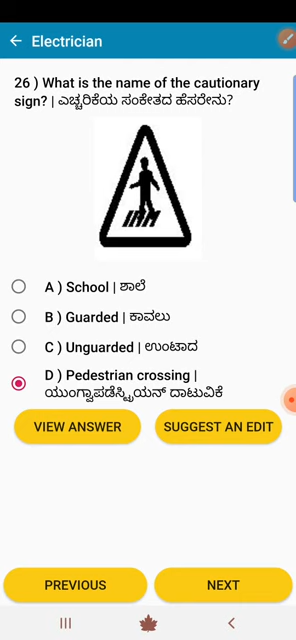 Electrician
26 ) What is the name of the cautionary
sign? | ಎಚ್ಚರಿಕೆಯ ಸಂಕೇತದ ಹೆಸರೇನು?
A ) School | ಶಾಲೆ
B ) Guarded | ಕಾವಲು
C ) Unguarded | ಉಂಟಾದ
D ) Pedestrian crossing |
ಯುಂಗ್ವಾಪಡೆಸ್ಟ್ರಿಯನ್ ದಾಟುವಿಕೆ
VIEW ANSWER
SUGGEST AN EDIT
PREVIOUS
NEXT